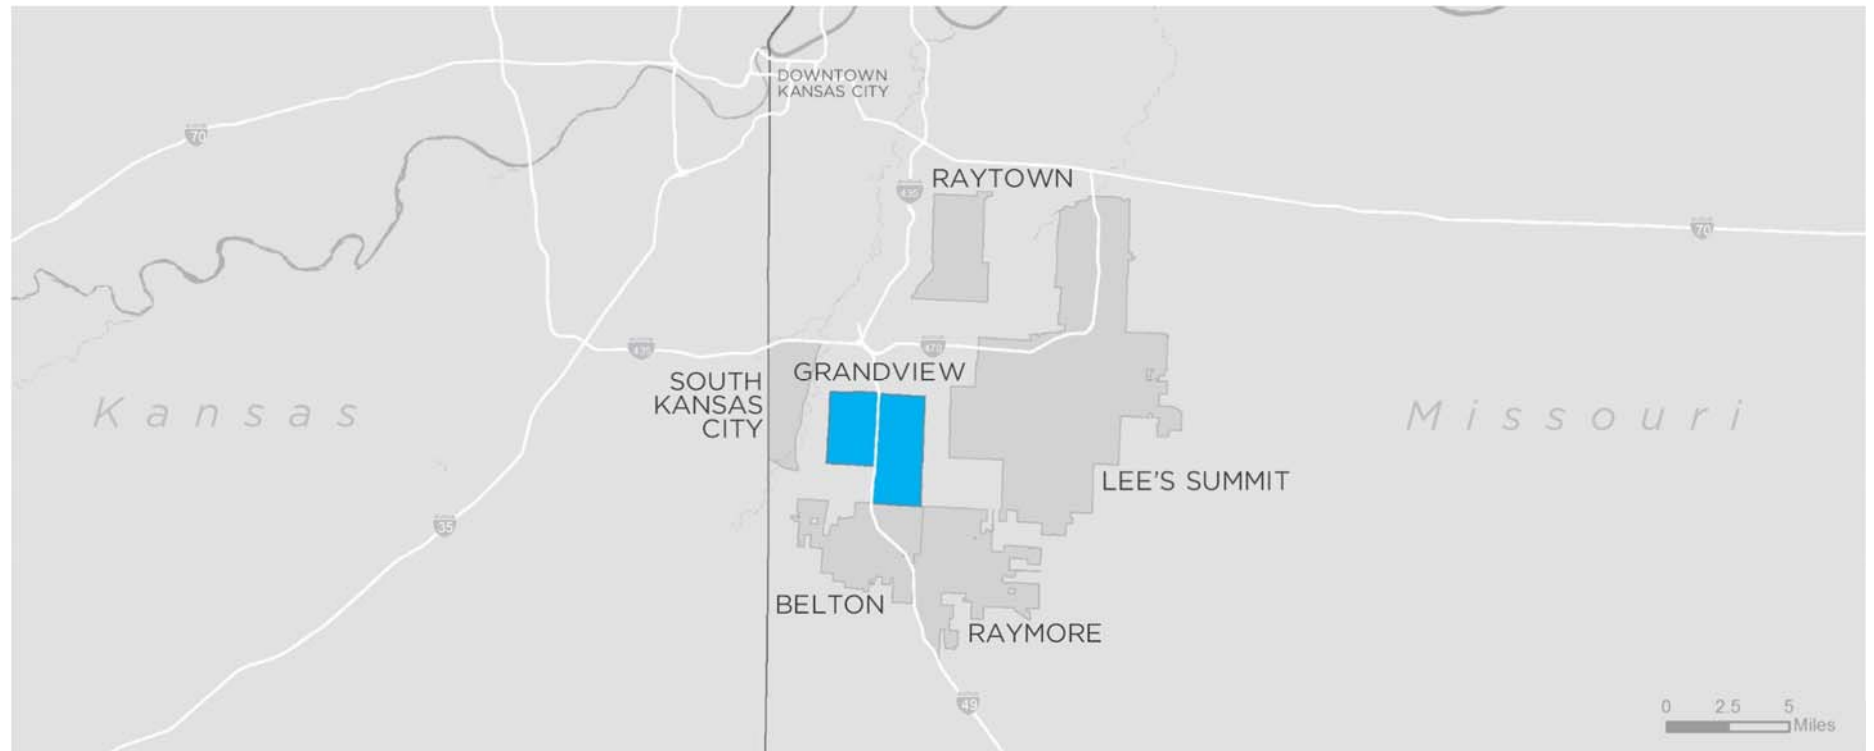 DOWNTOWN
KANSAS CITY
70
RAYTOWN
435
70
435
470
SOUTH
KANSAS
CITY
GRANDVIEW
Kansas
Missouri
LEE'S SUMMIT
35
BELTON
RAYMORE
49
0 2.5 5
Miles